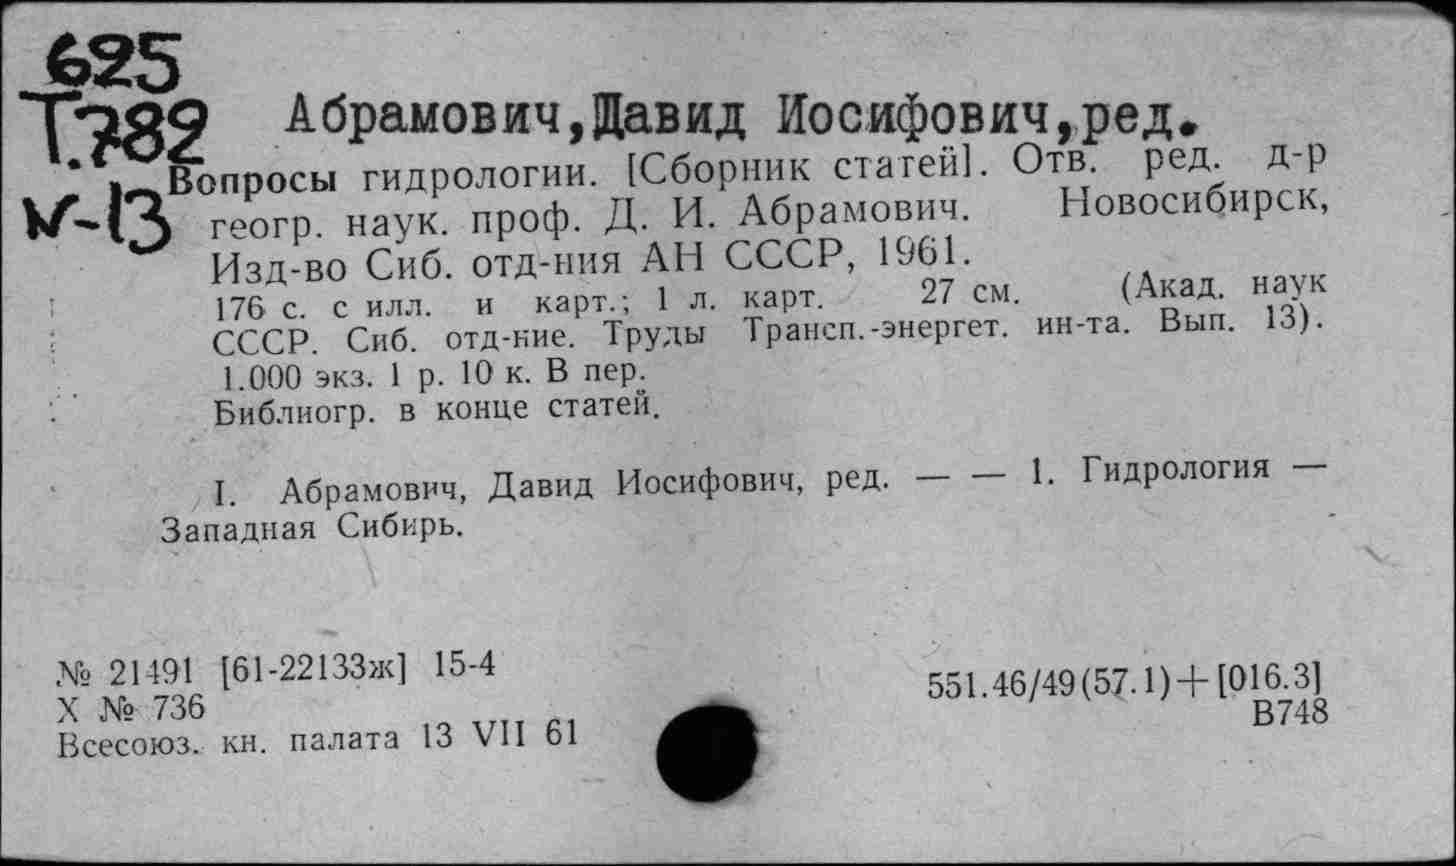 625
Т.782
Абрамович,Давид Иосифович,ред.
Вопросы гидрологии. [Сборник статей]. Отв. ред. д-р
геогр. наук. проф. Д. И. Абрамович. Новосибирск,
Изд-во Сиб. отд-ния АН СССР, 1961.
176 с. с илл. и карт.; 1 л. карт. 27 см. (Акад. наук
СССР. Сиб. отд-ние. Труды Трансп.-энергет. ин-та. Вып. 13).
1.000 экз. 1 р. 10 к. В пер.
Библиогр. в конце статей.
I. Абрамович, Давид Иосифович, ред. — — 1. Гидрология —
Западная Сибирь.
№ 21491 [61-22133ж] 15-4
X № 736
Всесоюз. кн. палата 13 VII 61
551.46/49(57.1)+[016.3]
В748